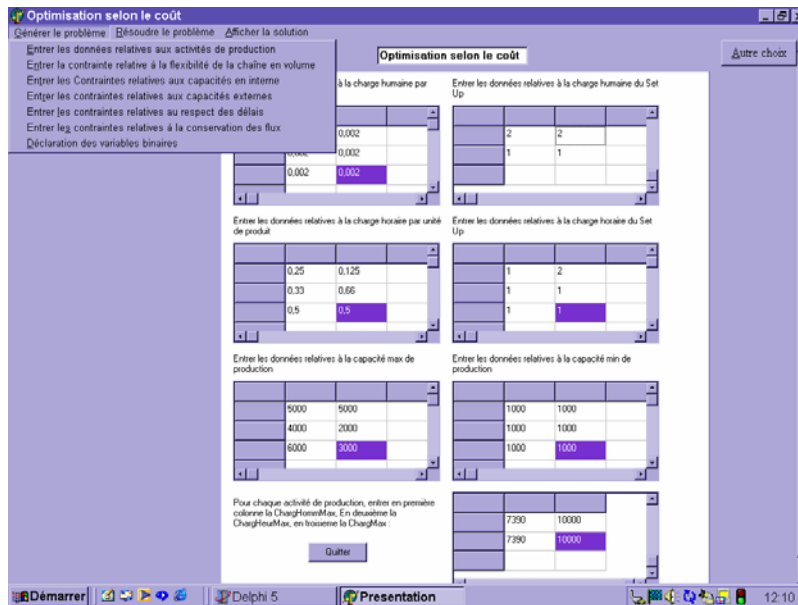 Optimisation selon le coût
Générer le problème Résoudre le problème Afficher la solution
Entrer les données relatives aux activités de production
Entrer la contrainte relative à la flexibilité de la chaîne en volume
Entrer les Contraintes relatives aux capacités en interne
Entrer les contraintes relatives aux capacités externes
Entrer les contraintes relatives au respect des délais
Entrer les contraintes relatives à la conservation des flux
Déclaration des variables binaires
Optimisation selon le coût
Autre choix
à la charge humaine par
0,002
0,002
0,002 0,002
Entrer les données relatives à la charge humaine du Set
Up
2 2
1 1
Entrer les données relatives à la charge horaire par unité
de produit
0,25 0,125
0,33 0,66
0,5 0,5
Entrer les données relatives à la charge horaire du Set
Up
1 2
1 1
1 1
Entrer les données relatives à la capacité max de
production
5000 5000
4000 2000
6000 3000
Entrer les données relatives à la capacité min de
production
1000 1000
1000 1000
1000 1000
Pour chaque activité de production, entrer en première
colonne la ChargHommMax, En deuxième la
ChargHeurMax, en troisieme la ChargMax :
7390 10000
7390 10000
Quitter
Démarrer Delphi 5 Presentation 12:10